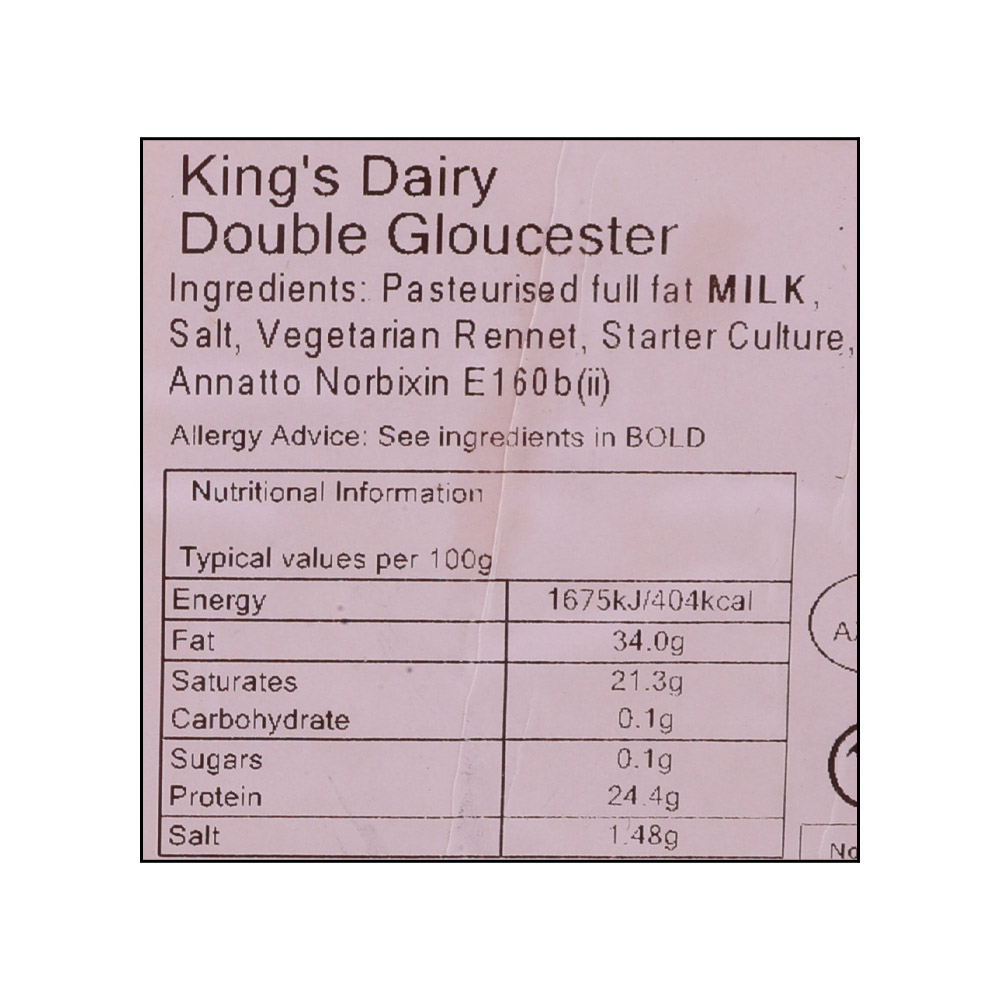 King's Dairy
Double Gloucester
Ingredients: Pasteurised full fat MILK,
Salt, Vegetarian Rennet, Starter Culture,
Annatto Norbixin E160b(ii)
Allergy Advice: See ingredients in BOLD
Nutritional Information
Typical values per 100g
Energy 1675kJ/404kcal
Fat 34.0g
Saturates 21.3g
Carbohydrate 0.1g
Sugars 0.1g
Protein 24.4g
Salt 1.48g